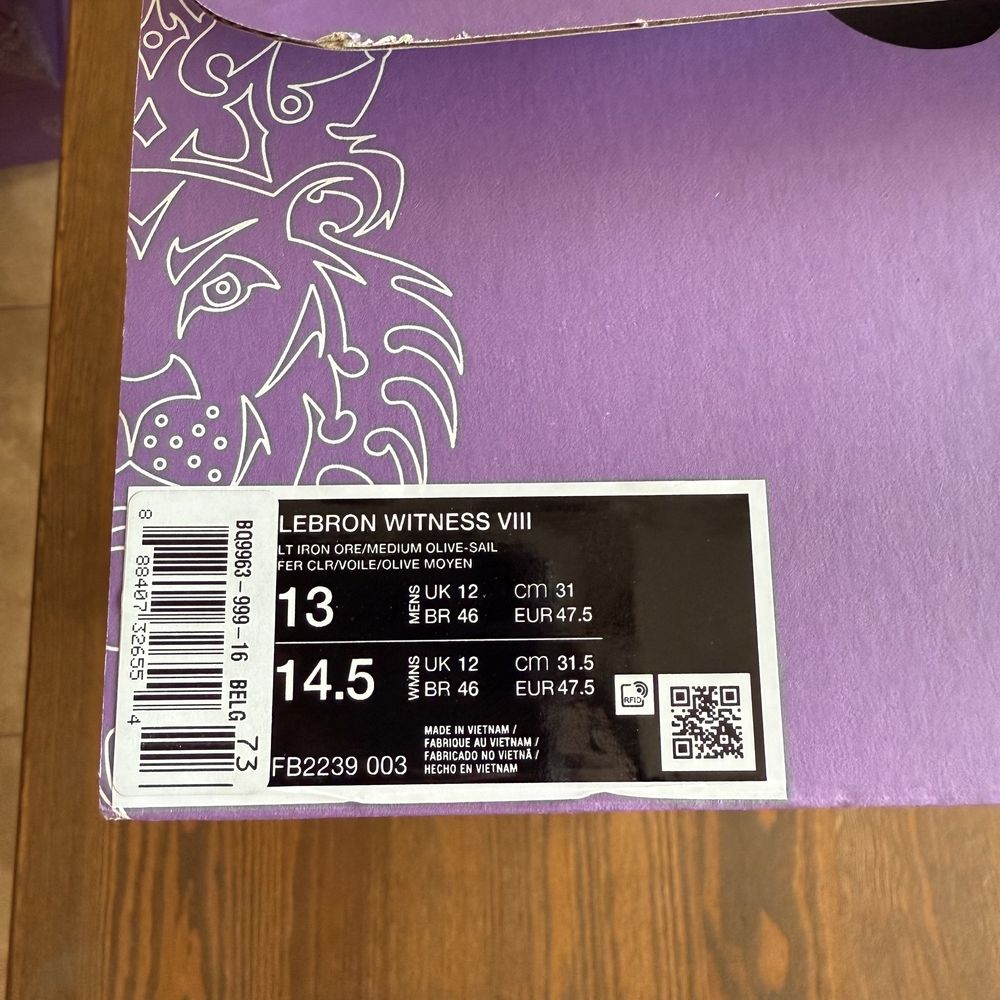 LEBRON WITNESS VIII
LT IRON ORE/MEDIUM OLIVE-SAIL
FER CLR/VOILE/OLIVE MOYEN
13 MENS UK 12 CM 31
BR 46 EUR 47.5
14.5 WMNS UK 12 CM 31.5
BR 46 EUR 47.5
RFID
FB2239 003
MADE IN VIETNAM /
FABRIQUE AU VIETNAM /
FABRICADO NO VIETNÃ /
HECHO EN VIETNAM
BQ9963-999-16 BELG 73
8 88407 32655 4